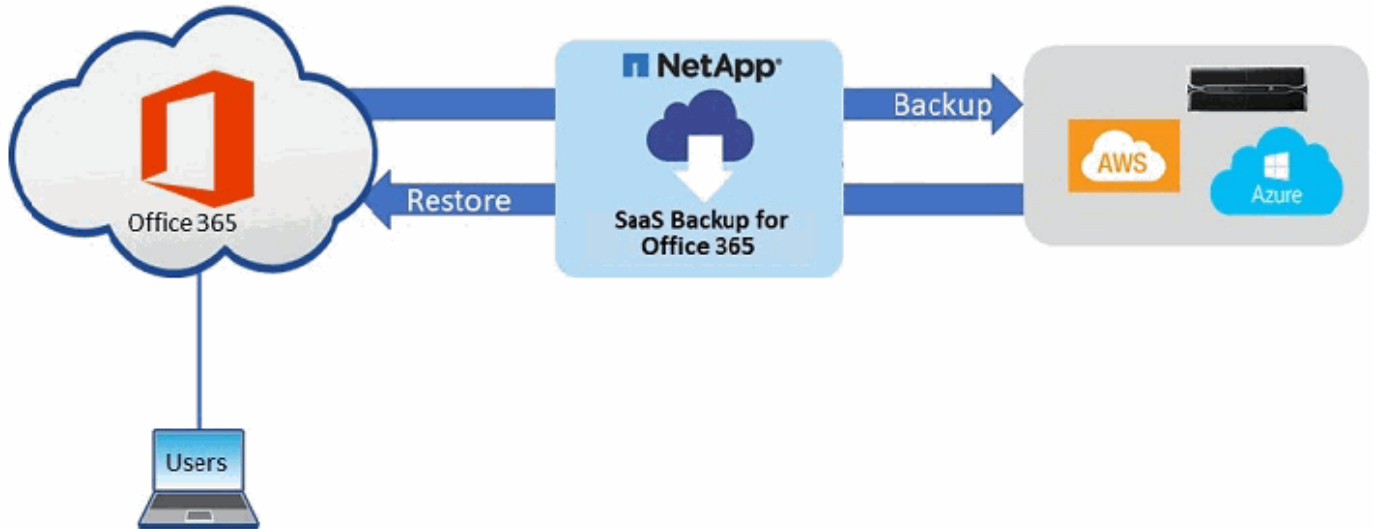 Office 365
Users
NetApp
SaaS Backup for
Office 365
Backup
Restore
AWS
Azure